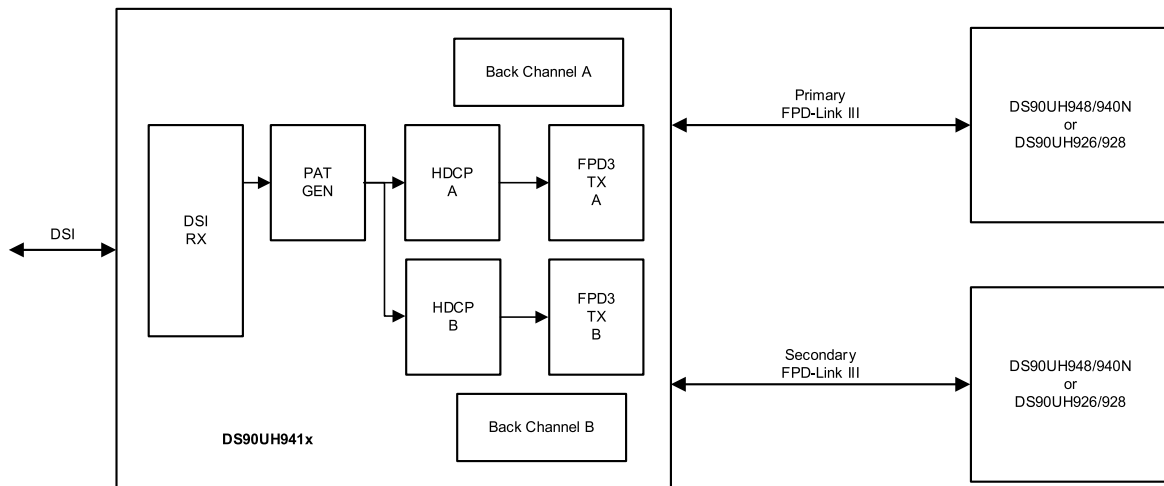 Back Channel A
Primary
FPD-Link III
DS90UH948/940N
or
DS90UH926/928
DSI
DSI
RX
PAT
GEN
HDCP
A
FPD3
TX
A
HDCP
B
FPD3
TX
B
Secondary
FPD-Link III
DS90UH948/940N
or
DS90UH926/928
Back Channel B
DS90UH941x